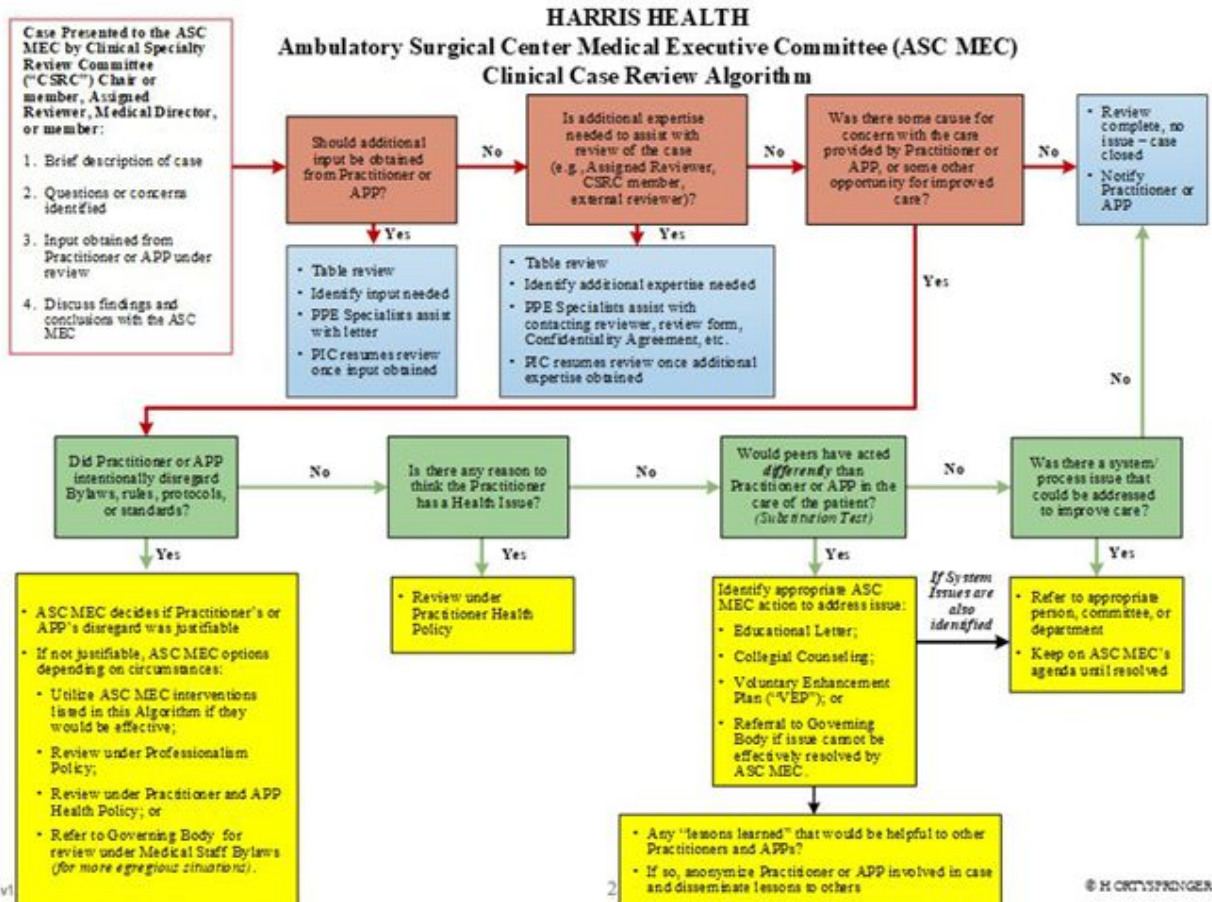 HARRIS HEALTH
Ambulatory Surgical Center Medical Executive Committee (ASC MEC)
Clinical Case Review Algorithm
Case Presented to the ASC
MEC by Clinical Specialty
Review Committee
("CSRC") Chair or
member, Assigned
Reviewer, Medical Director,
or member:
1. Brief description of case
2. Questions or concerns
identified
3. Input obtained from
Practitioner or APP under
review
4. Discuss findings and
conclusions with the ASC
MEC
Should additional
input be obtained
from Practitioner or
APP?
No
Is additional expertise
needed to assist with
review of the case
(e.g., Assigned Reviewer,
CSRC member,
external reviewer)?
No
Was there some cause for
concern with the care
provided by Practitioner or
APP, or some other
opportunity for improved
care?
No
• Review
complete, no
issue – case
closed
• Notify
Practitioner or
APP
Yes
• Table review
• Identify input needed
• PPE Specialists assist
with letter
• PIC resumes review
once input obtained
Yes
• Table review
• Identify additional expertise needed
• PPE Specialists assist with
contacting reviewer, review form,
Confidentiality Agreement, etc.
• PIC resumes review once additional
expertise obtained
Yes
No
Did Practitioner or APP
intentionally disregard
Bylaws, rules, protocols,
or standards?
No
Is there any reason to
think the Practitioner
has a Health Issue?
No
Would peers have acted
differently than
Practitioner or APP in the
care of the patient?
(Substitution Test)
No
Was there a system/
process issue that
could be addressed
to improve care?
Yes
• ASC MEC decides if Practitioner's or
APP's disregard was justifiable
• If not justifiable, ASC MEC options
depending on circumstances:
• Utilize ASC MEC interventions
listed in this Algorithm if they
would be effective;
• Review under Professionalism
Policy;
• Review under Practitioner and APP
Health Policy; or
• Refer to Governing Body for
review under Medical Staff Bylaws
(for more egregious situations).
Yes
• Review under
Practitioner Health
Policy
Yes
Identify appropriate ASC
MEC action to address issue:
• Educational Letter;
• Collegial Counseling;
• Voluntary Enhancement
Plan ("VEP"); or
• Referral to Governing
Body if issue cannot be
effectively resolved by
ASC MEC.
If System
Issues are
also
identified
Yes
• Refer to appropriate
person, committee, or
department
• Keep on ASC MEC's
agenda until resolved
• Any "lessons learned" that would be helpful to other
Practitioners and APPs?
• If so, anonymize Practitioner or APP involved in case
and disseminate lessons to others
v1
2
© HORTYSPRINGER